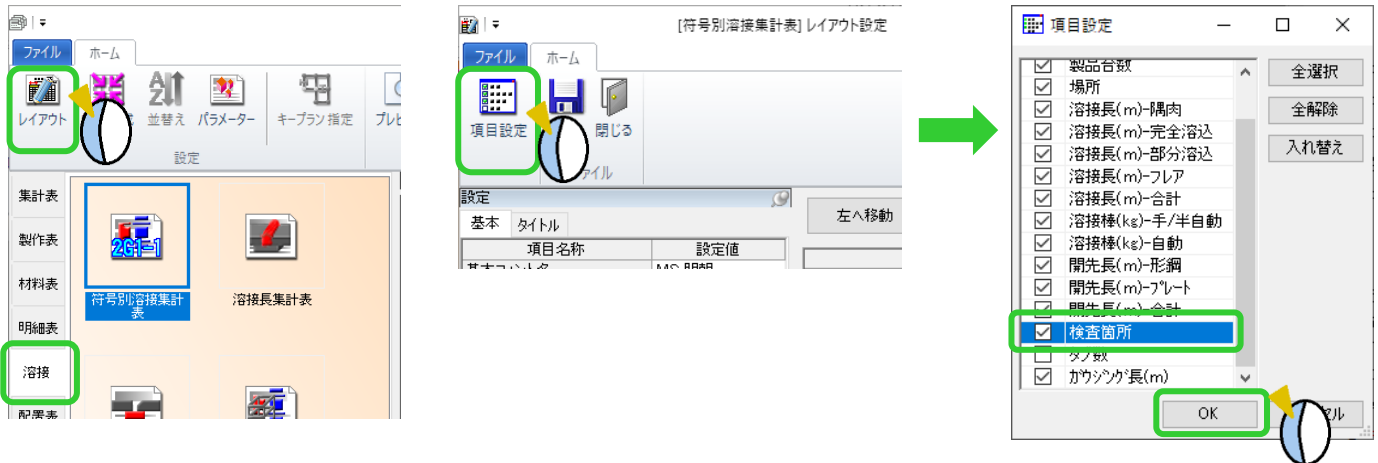 ファイル
ホーム
レイアウト
並替え
パラメーター
キープラン指定
プレビ
設定
集計表
製作表
材料表
明細表
溶接
配置表
2G1-1
符号別溶接集計表
溶接長集計表
[符号別溶接集計表] レイアウト設定
ファイル
ホーム
項目設定
閉じる
ファイル
設定
基本
タイトル
左へ移動
項目名称
設定値
項目設定
製品台数
場所
溶接長(m)-隅肉
溶接長(m)-完全溶込
溶接長(m)-部分溶込
溶接長(m)-フレア
溶接長(m)-合計
溶接棒(kg)-手/半自動
溶接棒(kg)-自動
開先長(m)-形鋼
開先長(m)-プレート
開先長(m)-合計
検査箇所
タブ数
ガウジング長(m)
全選択
全解除
入れ替え
OK